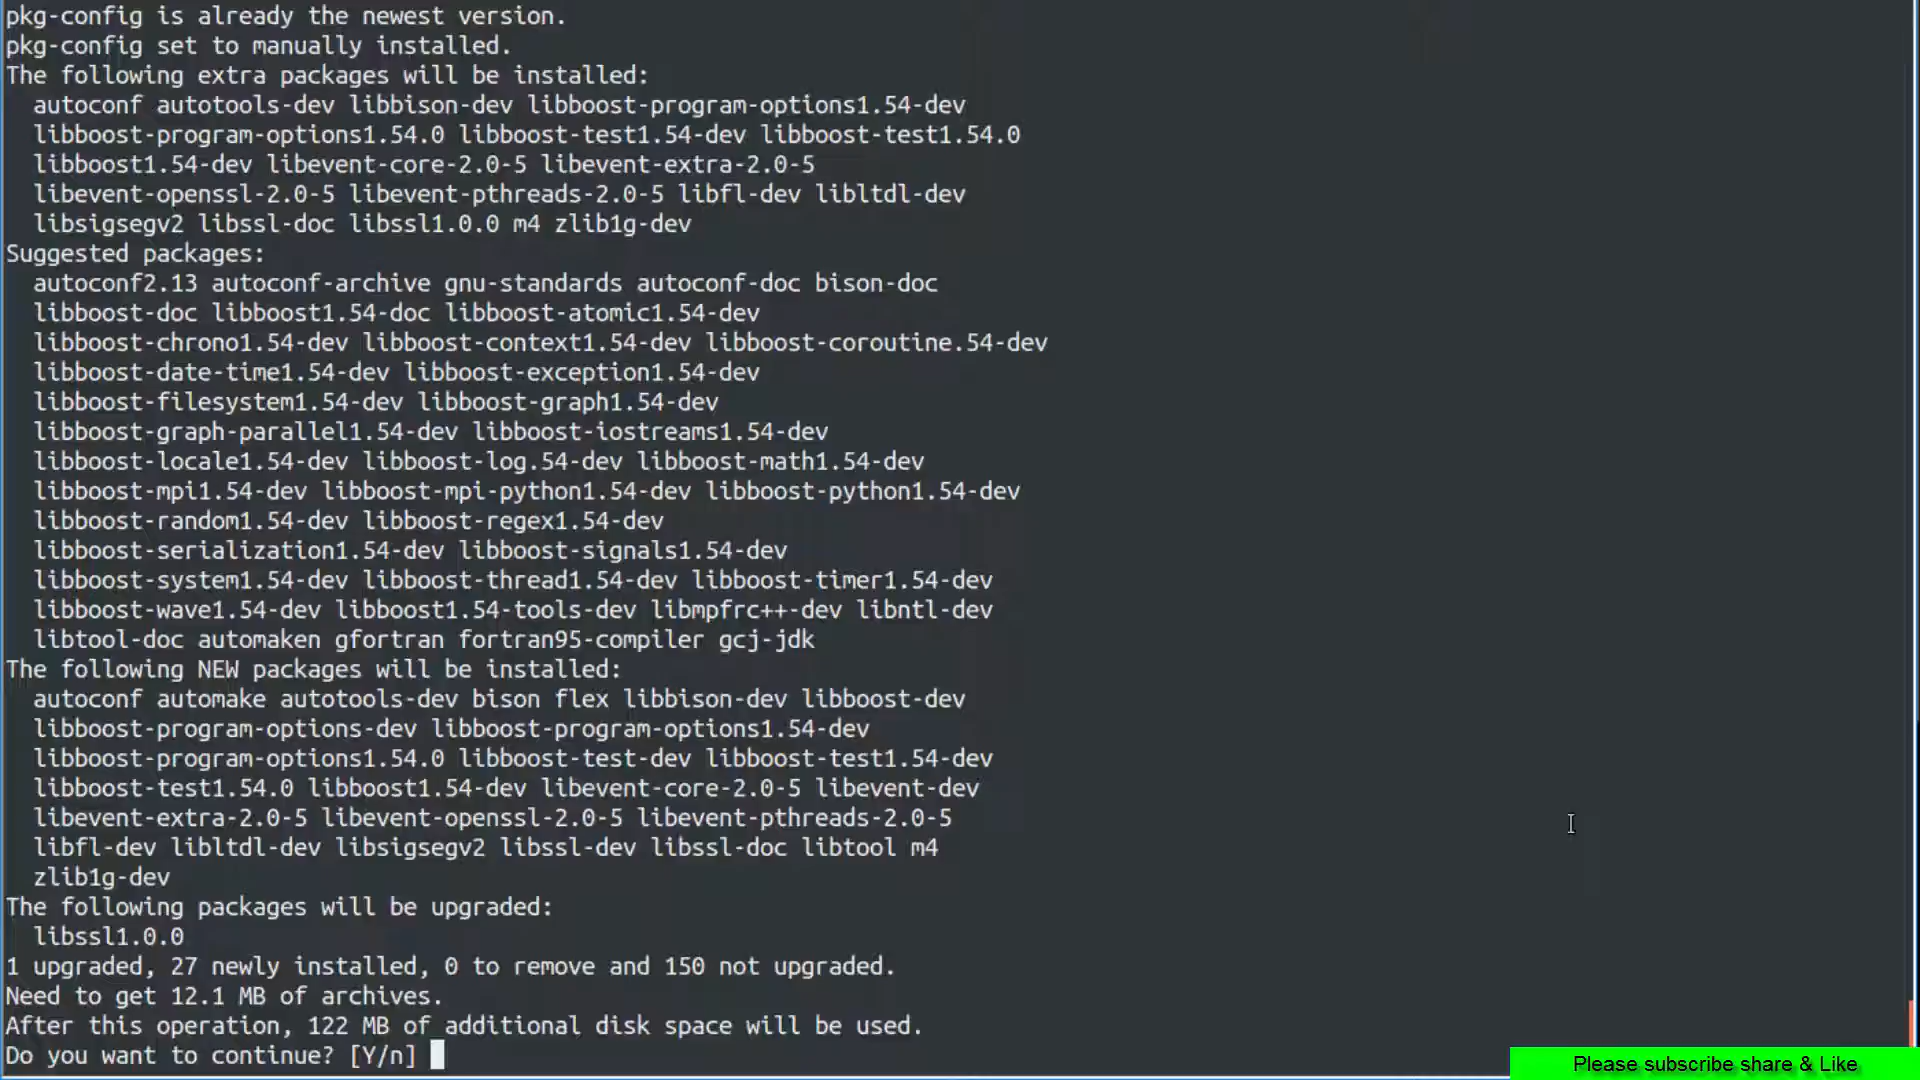 pkg-config is already the newest version.
pkg-config set to manually installed.
The following extra packages will be installed:
autoconf autotools-dev libbison-dev libboost-program-options1.54-dev
libboost-program-options1.54.0 libboost-test1.54-dev libboost-test1.54.0
libboost1.54-dev libevent-core-2.0-5 libevent-extra-2.0-5
libevent-openssl-2.0-5 libevent-pthreads-2.0-5 libfl-dev libltdl-dev
libsigsegv2 libssl-doc libssl1.0.0 m4 zlib1g-dev
Suggested packages:
autoconf2.13 autoconf-archive gnu-standards autoconf-doc bison-doc
libboost-doc libboost1.54-doc libboost-atomic1.54-dev
libboost-chrono1.54-dev libboost-context1.54-dev libboost-coroutine.54-dev
libboost-date-time1.54-dev libboost-exception1.54-dev
libboost-filesystem1.54-dev libboost-graph1.54-dev
libboost-graph-parallel1.54-dev libboost-iostreams1.54-dev
libboost-locale1.54-dev libboost-log.54-dev libboost-math1.54-dev
libboost-mpi1.54-dev libboost-mpi-python1.54-dev libboost-python1.54-dev
libboost-random1.54-dev libboost-regex1.54-dev
libboost-serialization1.54-dev libboost-signals1.54-dev
libboost-system1.54-dev libboost-thread1.54-dev libboost-timer1.54-dev
libboost-wave1.54-dev libboost1.54-tools-dev libmpfrc++-dev libntl-dev
libtool-doc automaken gfortran fortran95-compiler gcj-jdk
The following NEW packages will be installed:
autoconf automake autotools-dev bison flex libbison-dev libboost-dev
libboost-program-options-dev libboost-program-options1.54-dev
libboost-program-options1.54.0 libboost-test-dev libboost-test1.54-dev
libboost-test1.54.0 libboost1.54-dev libevent-core-2.0-5 libevent-dev
libevent-extra-2.0-5 libevent-openssl-2.0-5 libevent-pthreads-2.0-5
libfl-dev libltdl-dev libsigsegv2 libssl-dev libssl-doc libtool m4
zlib1g-dev
The following packages will be upgraded:
libssl1.0.0
1 upgraded, 27 newly installed, 0 to remove and 150 not upgraded.
Need to get 12.1 MB of archives.
After this operation, 122 MB of additional disk space will be used.
Do you want to continue? [Y/n]
Please subscribe share & Like